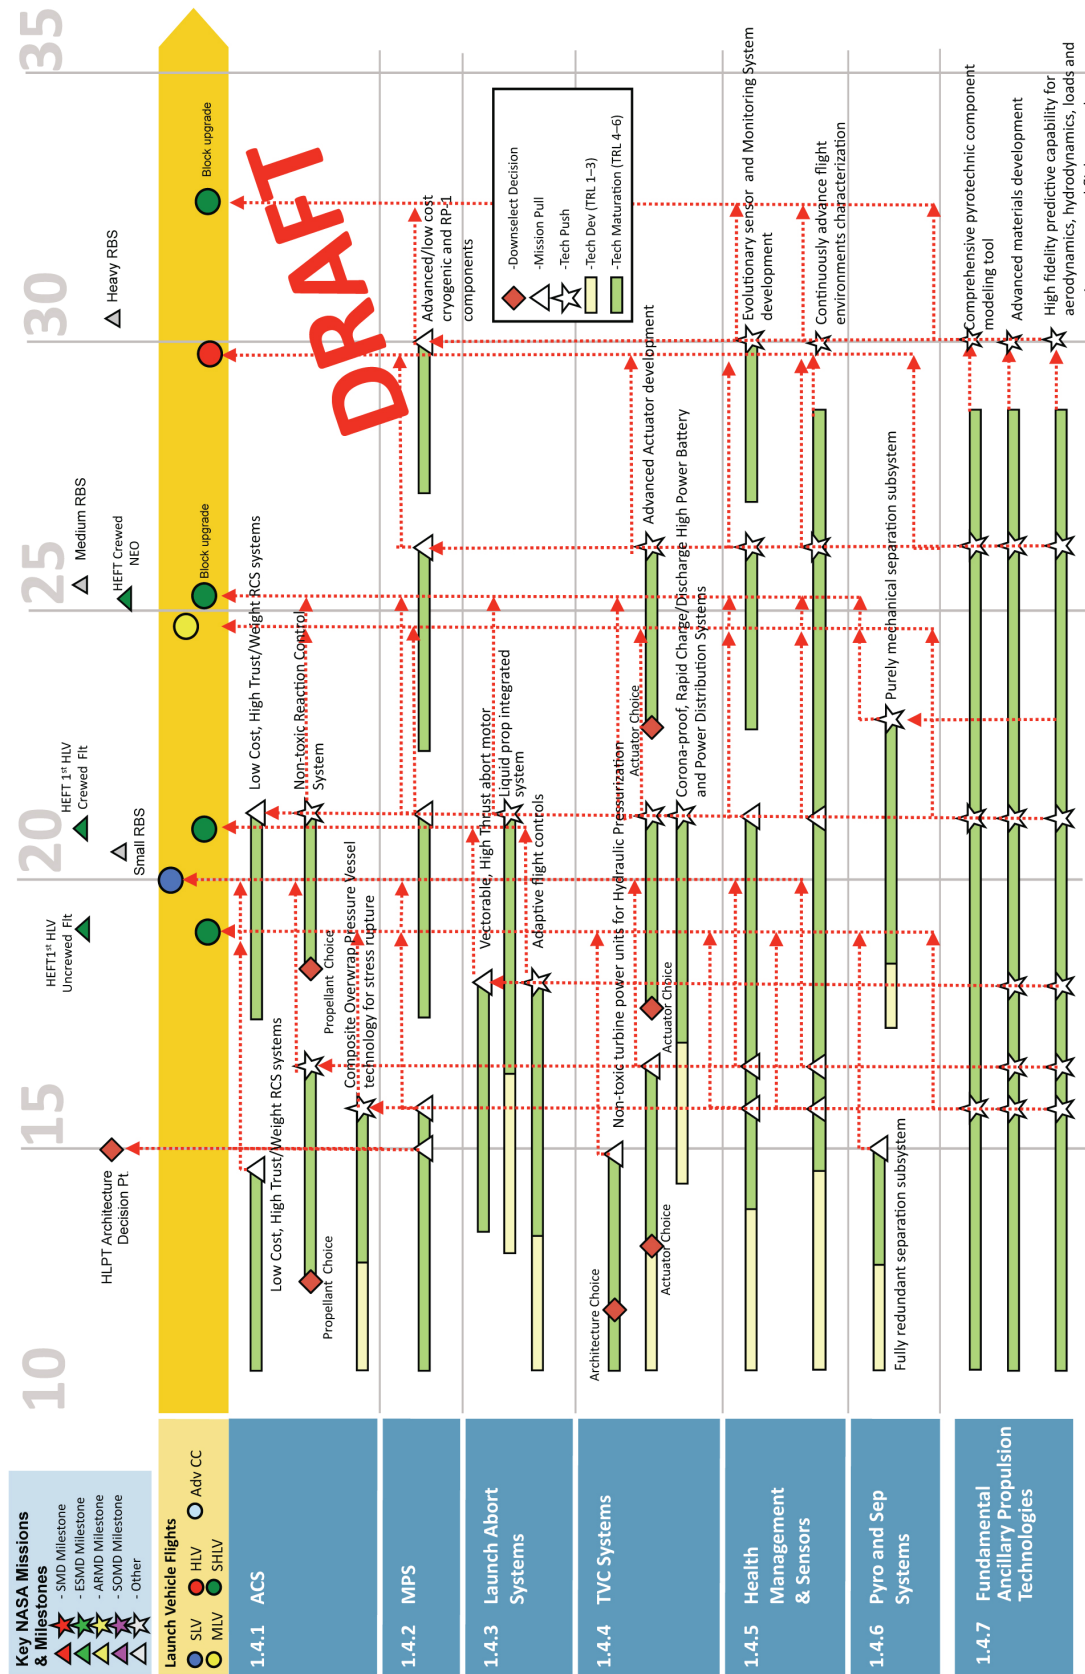 Key NASA Missions
& Milestones
- SMD Milestone
- ESMD Milestone
- ARMD Milestone
- SOMD Milestone
- Other
10
15
20
25
30
35
HLPT Architecture
Decision Pt
HEFT1st HLV
Uncrewed Flt
Small RBS
HEFT 1st HLV
Crewed Flt
Medium RBS
HEFT Crewed
NEO
Heavy RBS
Launch Vehicle Flights
SLV
HLV
Adv CC
MLV
SHLV
Block upgrade
Block upgrade
DRAFT
1.4.1 ACS
Low Cost, High Trust/Weight RCS systems
Low Cost, High Trust/Weight RCS systems
Propellant Choice
Propellant Choice
Non-toxic Reaction Control
System
Composite Overwrap Pressure Vessel
technology for stress rupture
1.4.2 MPS
Advanced/low cost
cryogenic and RP-1
components
1.4.3 Launch Abort
Systems
Vectorable, High Thrust abort motor
Liquid prop integrated
system
Adaptive flight controls
-Downselect Decision
-Mission Pull
-Tech Push
-Tech Dev (TRL 1–3)
-Tech Maturation (TRL 4–6)
1.4.4 TVC Systems
Architecture Choice
Non-toxic turbine power units for Hydraulic Pressurization
Actuator Choice
Actuator Choice
Actuator Choice
Advanced Actuator development
Corona-proof, Rapid Charge/Discharge High Power Battery
and Power Distribution Systems
1.4.5 Health
Management
& Sensors
Evolutionary sensor and Monitoring System
development
Continuously advance flight
environments characterization
1.4.6 Pyro and Sep
Systems
Fully redundant separation subsystem
Purely mechanical separation subsystem
1.4.7 Fundamental
Ancillary Propulsion
Technologies
Comprehensive pyrotechnic component
modeling tool
Advanced materials development
High fidelity predictive capability for
aerodynamics, hydrodynamics, loads and